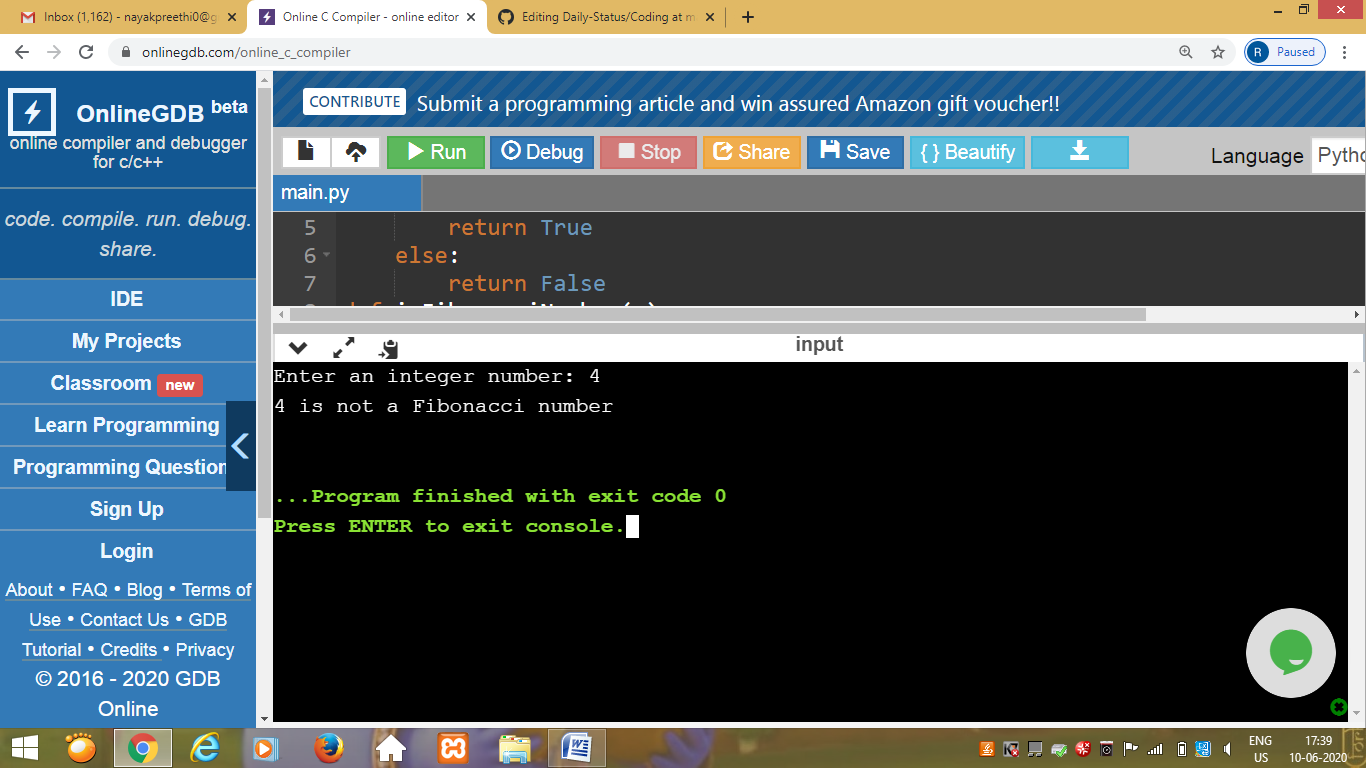 Inbox (1,162) - nayakpreethi0@g
Online C Compiler - online editor
Editing Daily-Status/Coding at m
onlinegdb.com/online_c_compiler
R Paused
OnlineGDB beta
online compiler and debugger
for c/c++
code. compile. run. debug.
share.
IDE
My Projects
Classroom new
Learn Programming
Programming Question
Sign Up
Login
About • FAQ • Blog • Terms of
Use • Contact Us • GDB
Tutorial • Credits • Privacy
© 2016 - 2020 GDB
Online
CONTRIBUTE Submit a programming article and win assured Amazon gift voucher!!
Run Debug Stop Share Save { } Beautify
Language Pytho
main.py
5 return True
6 else:
7 return False
input
Enter an integer number: 4
4 is not a Fibonacci number
...Program finished with exit code 0
Press ENTER to exit console.
ENG
US
17:39
10-06-2020